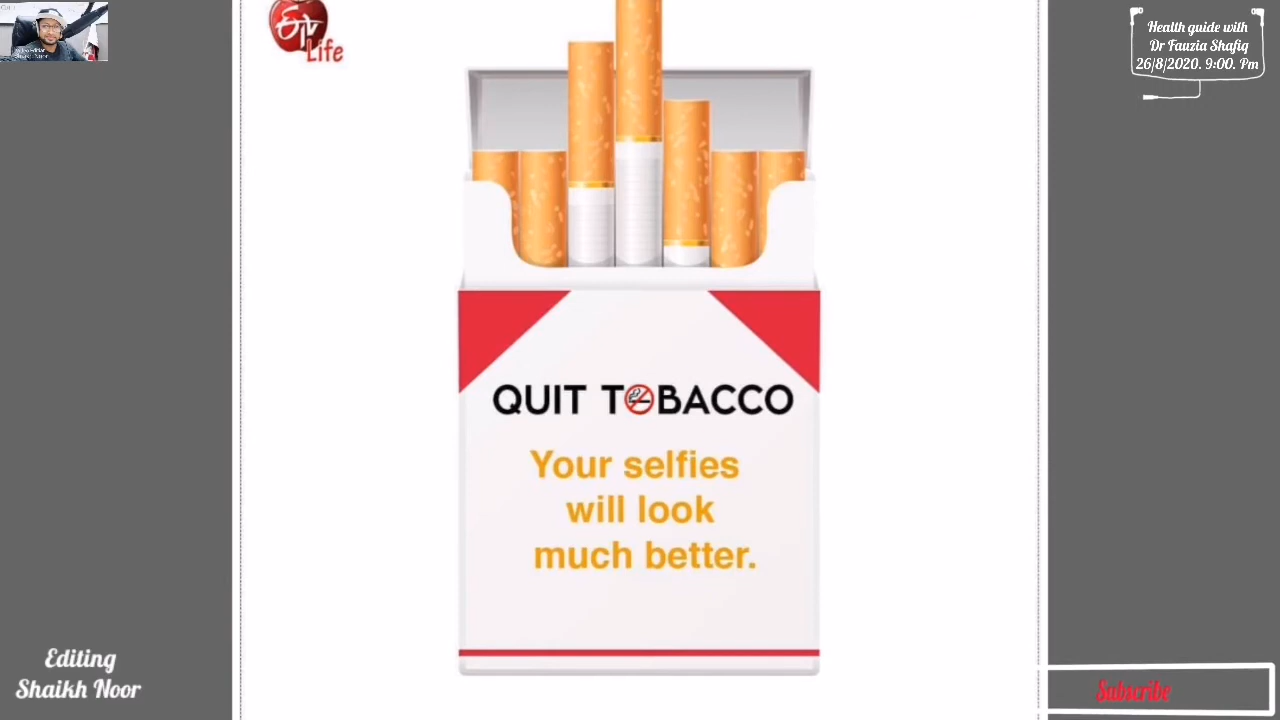 Life
Health guide with
Dr Fauzia Shafiq
26/8/2020. 9:00. Pm
QUIT TOBACCO
Your selfies
will look
much better.
Editing
Shaikh Noor
Subscribe